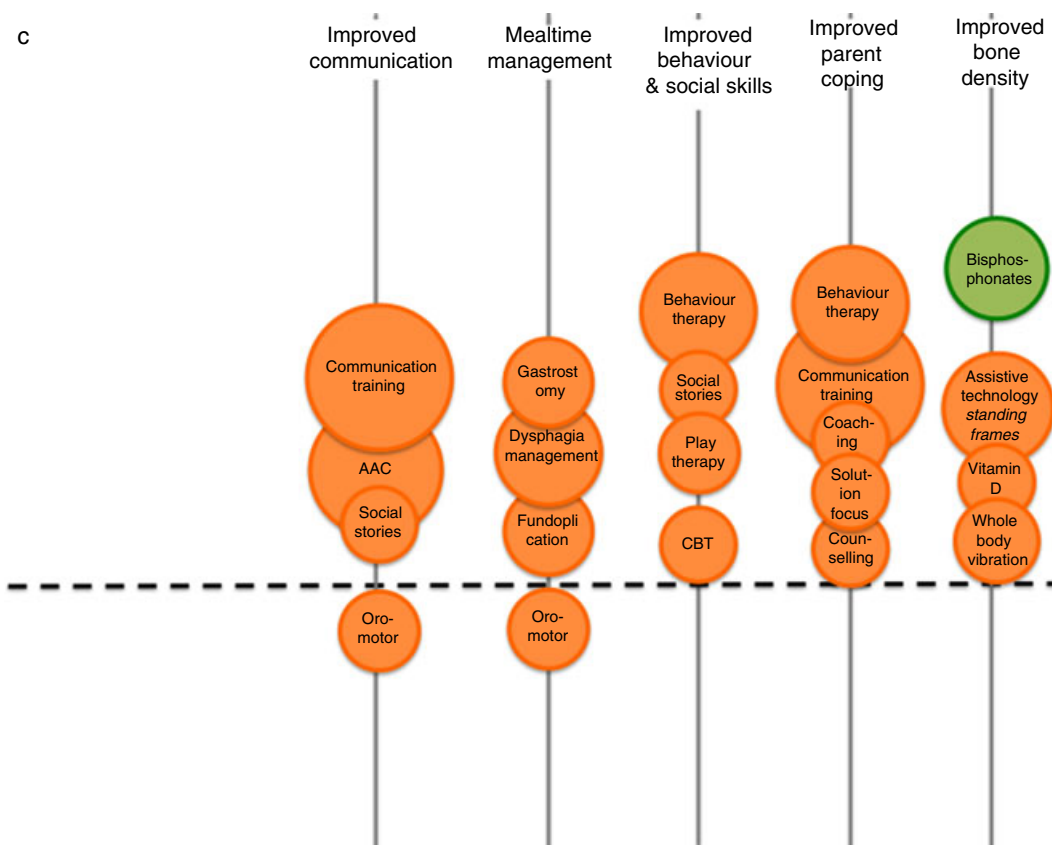 c
Improved
communication
Mealtime
management
Improved
behaviour
& social skills
Improved
parent
coping
Improved
bone
density
Communication
training
AAC
Social
stories
Oro-
motor
Gastrost
omy
Dysphagia
management
Fundopli
cation
Oro-
motor
Behaviour
therapy
Social
stories
Play
therapy
CBT
Behaviour
therapy
Communication
training
Coach-
ing
Solut-
ion
focus
Coun-
selling
Bisphos-
phonates
Assistive
technology
standing
frames
Vitamin
D
Whole
body
vibration